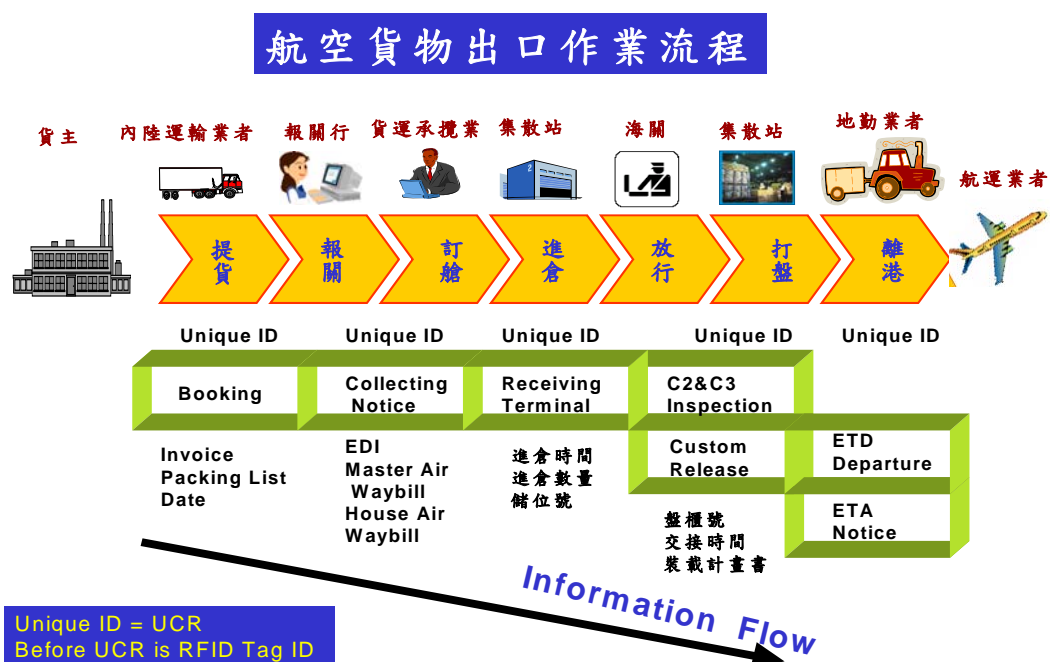 航空貨物出口作業流程
貨主
內陸運輸業者
報關行
貨運承攬業
集散站
海關
集散站
地勤業者
航運業者
2
提貨
報關
訂艙
進倉
放行
打盤
離港
Unique ID
Unique ID
Unique ID
Unique ID
Unique ID
Booking
Collecting
Notice
Receiving
Terminal
C2&C3
Inspection
Invoice
Packing List
Date
EDI
Master Air
Waybill
House Air
Waybill
進倉時間
進倉數量
儲位號
Custom
Release
ETD
Departure
盤櫃號
交接時間
裝載計畫書
ETA
Notice
Information Flow
Unique ID = UCR
Before UCR is RFID Tag ID